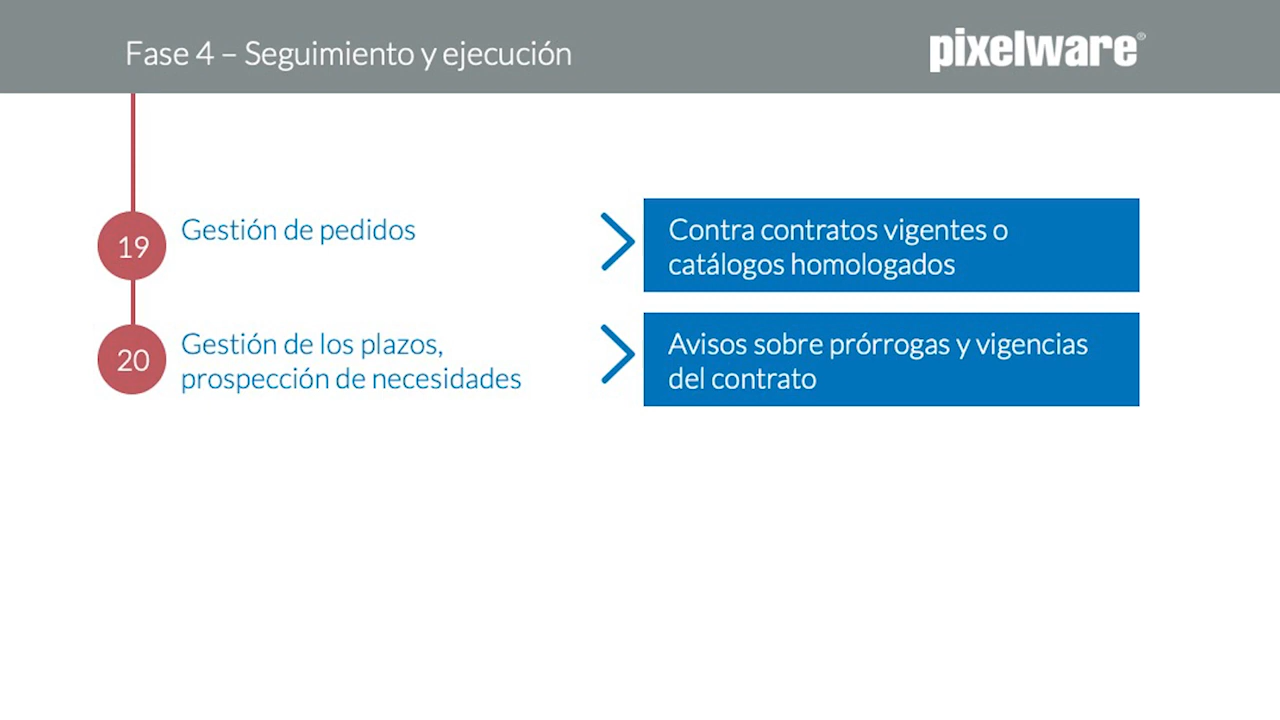 Fase 4 – Seguimiento y ejecución
pixelware®
19
Gestión de pedidos
Contra contratos vigentes o
catálogos homologados
20
Gestión de los plazos,
prospección de necesidades
Avisos sobre prórrogas y vigencias
del contrato